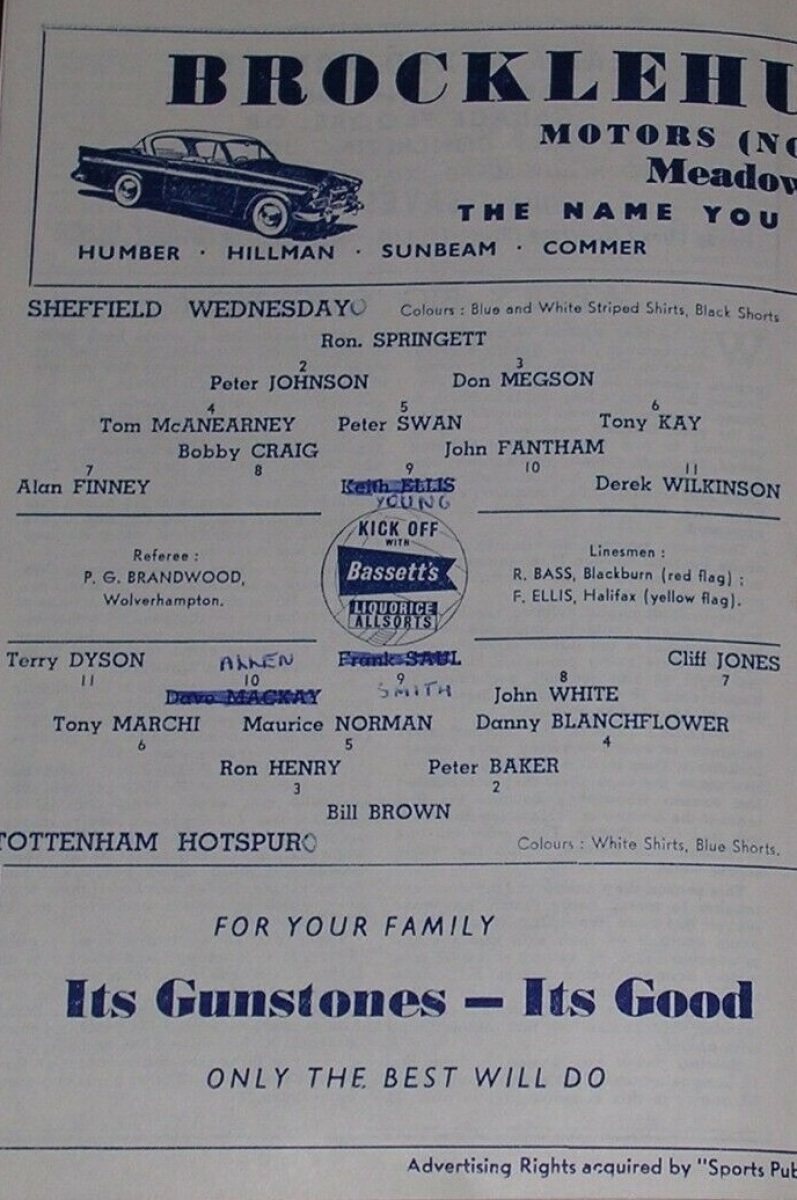 BROCKLEHU
MOTORS (NO
Meadow
THE NAME YOU
HUMBER · HILLMAN · SUNBEAM · COMMER
SHEFFIELD WEDNESDAY 0 Colours : Blue and White Striped Shirts, Black Shorts
Ron. SPRINGETT
2 3
Peter JOHNSON Don MEGSON
4 5 6
Tom McANEARNEY Peter SWAN Tony KAY
Bobby CRAIG John FANTHAM
7 8 9 10 11
Alan FINNEY Keith ELLIS Derek WILKINSON
YOUNG
Referee :
P. G. BRANDWOOD,
Wolverhampton.
KICK OFF
WITH
Bassett's
LIQUORICE
ALLSORTS
Linesmen :
R. BASS, Blackburn (red flag) ;
F. ELLIS, Halifax (yellow flag).
Terry DYSON ALLEN Frank SAUL Cliff JONES
11 10 9 8 7
Dave MACKAY SMITH John WHITE
Tony MARCHI Maurice NORMAN Danny BLANCHFLOWER
6 5 4
Ron HENRY Peter BAKER
3 2
Bill BROWN
TOTTENHAM HOTSPUR 0 Colours : White Shirts, Blue Shorts.
FOR YOUR FAMILY
Its Gunstones — Its Good
ONLY THE BEST WILL DO
Advertising Rights acquired by "Sports Pub